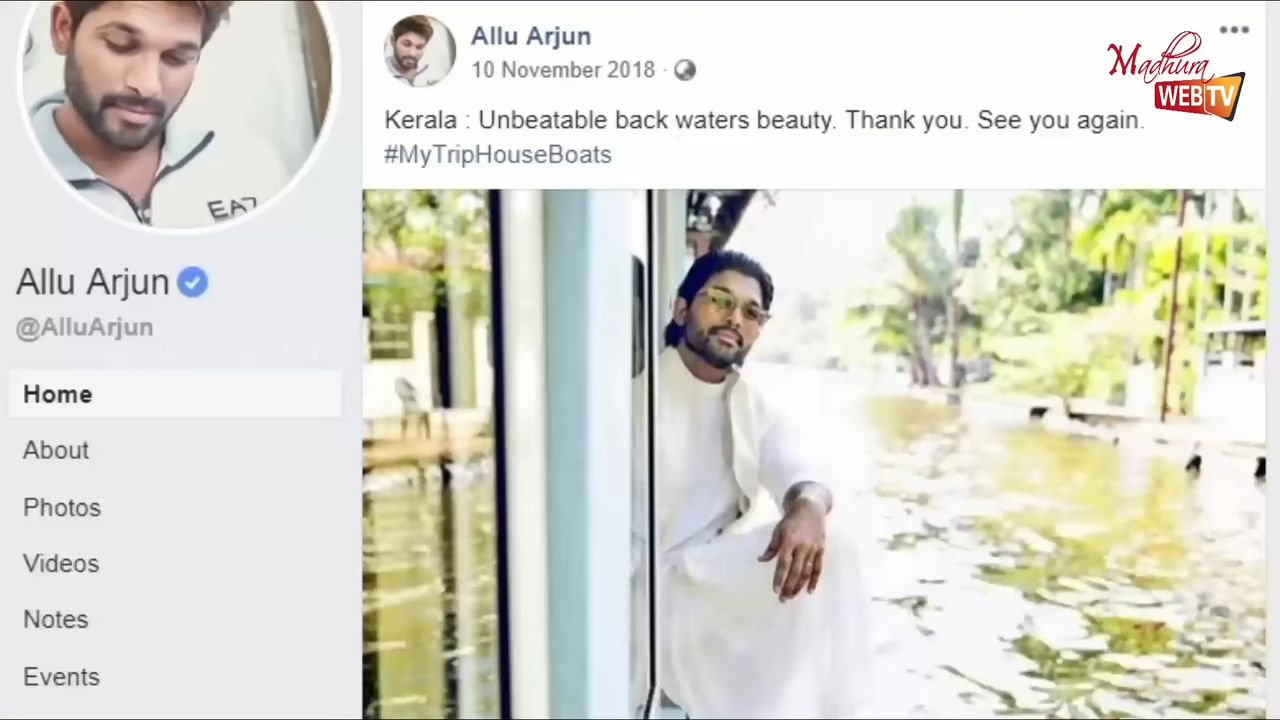 EA7
Allu Arjun
@AlluArjun
Home
About
Photos
Videos
Notes
Events
Allu Arjun
10 November 2018 ·
Kerala : Unbeatable back waters beauty. Thank you. See you again.
#MyTripHouseBoats
Madhura
WEBTV